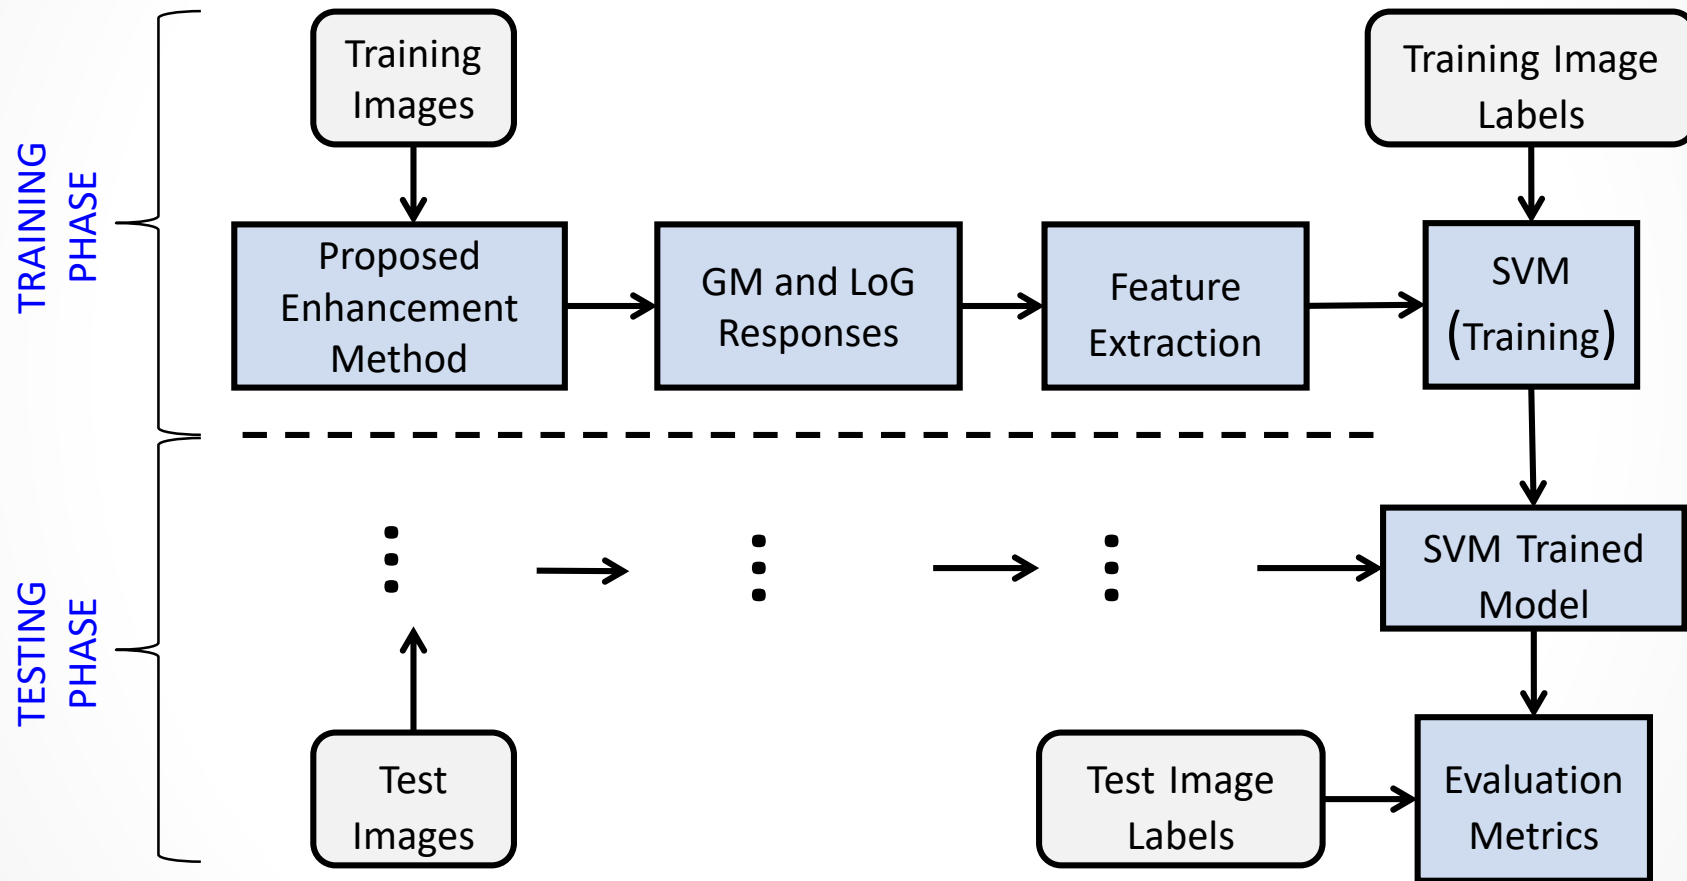 TRAINING
PHASE
Training
Images
Training Image
Labels
Proposed
Enhancement
Method
GM and LoG
Responses
Feature
Extraction
SVM
(Training)
TESTING
PHASE
SVM Trained
Model
Test
Images
Test Image
Labels
Evaluation
Metrics